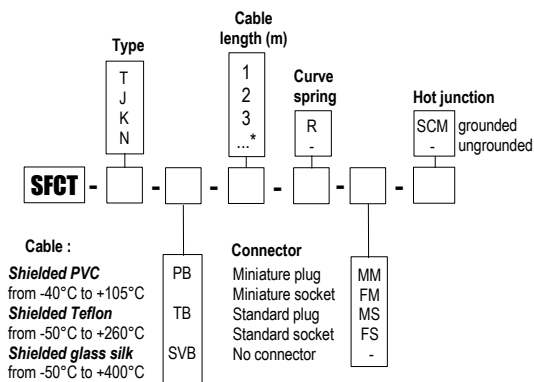 Cable
length (m)
Type
T
J
K
N
1
2
3
...*
Curve
spring
R
-
Hot junction
SCM grounded
- ungrounded
SFCT - - - - - -
Cable :
Shielded PVC
from -40°C to +105°C
Shielded Teflon
from -50°C to +260°C
Shielded glass silk
from -50°C to +400°C
PB
TB
SVB
Connector
Miniature plug MM
Miniature socket FM
Standard plug MS
Standard socket FS
No connector -